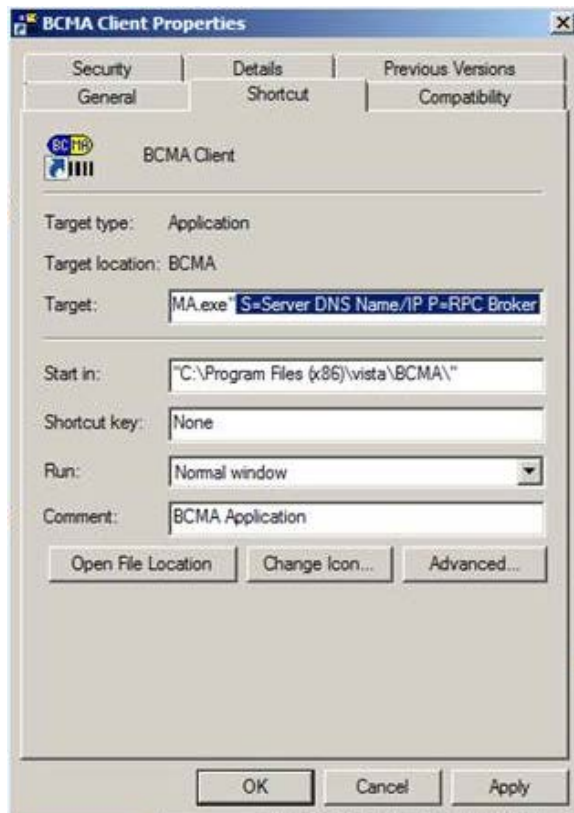 BCMA Client Properties
Security Details Previous Versions
General Shortcut Compatibility
BCMA
BCMA Client
Target type: Application
Target location: BCMA
Target: MA.exe" S=Server DNS Name/IP P=RPC Broker
Start in: "C:\Program Files (x86)\vista\BCMA\"
Shortcut key: None
Run: Normal window
Comment: BCMA Application
Open File Location Change Icon... Advanced...
OK Cancel Apply